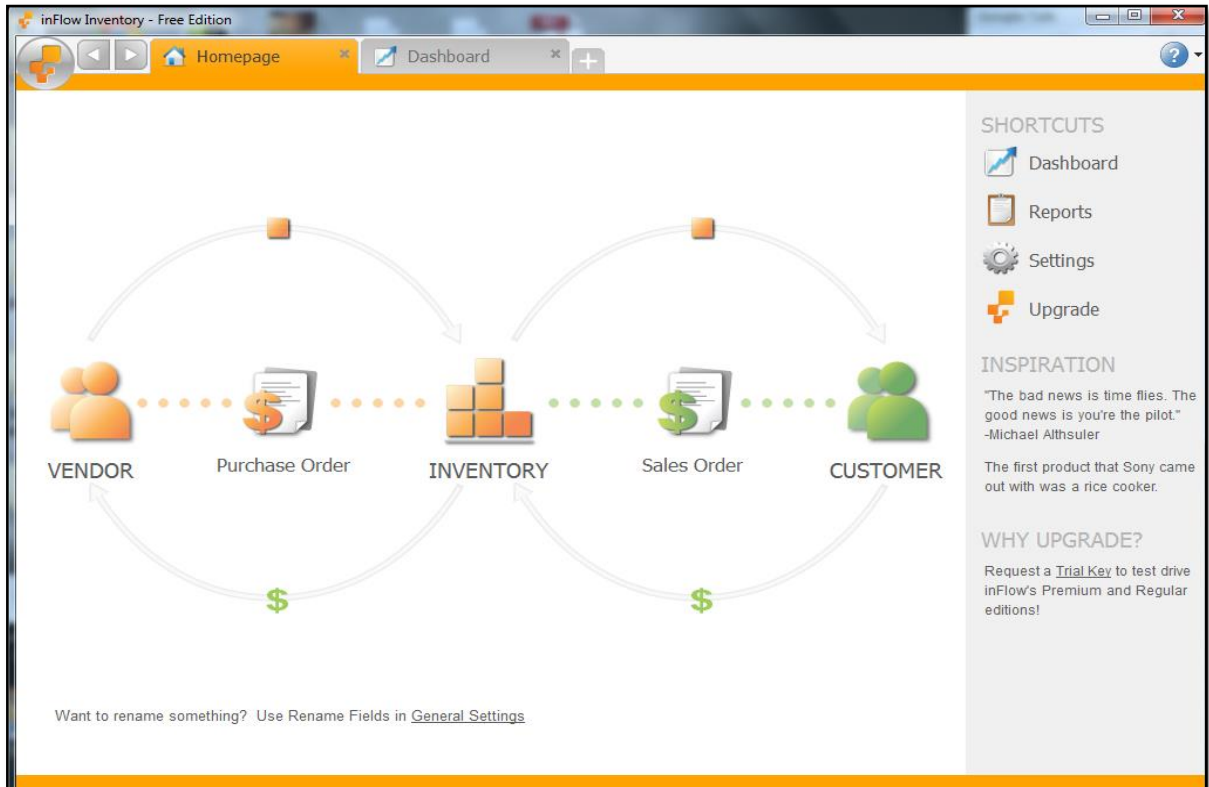 inFlow Inventory - Free Edition
Homepage
Dashboard
SHORTCUTS
Dashboard
Reports
Settings
Upgrade
VENDOR
Purchase Order
INVENTORY
Sales Order
CUSTOMER
$
$
INSPIRATION
"The bad news is time flies. The
good news is you're the pilot."
-Michael Althsuler
The first product that Sony came
out with was a rice cooker.
WHY UPGRADE?
Request a Trial Key to test drive
inFlow's Premium and Regular
editions!
Want to rename something? Use Rename Fields in General Settings